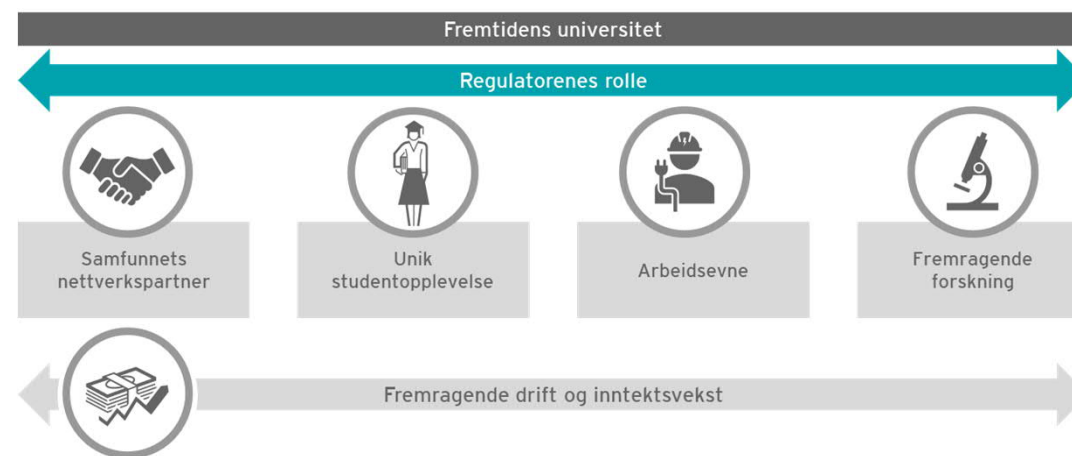 Fremtidens universitet
Regulatorenes rolle
Samfunnets
nettverkspartner
Unik
studentopplevelse
Arbeidsevne
Fremragende
forskning
Fremragende drift og inntektsvekst